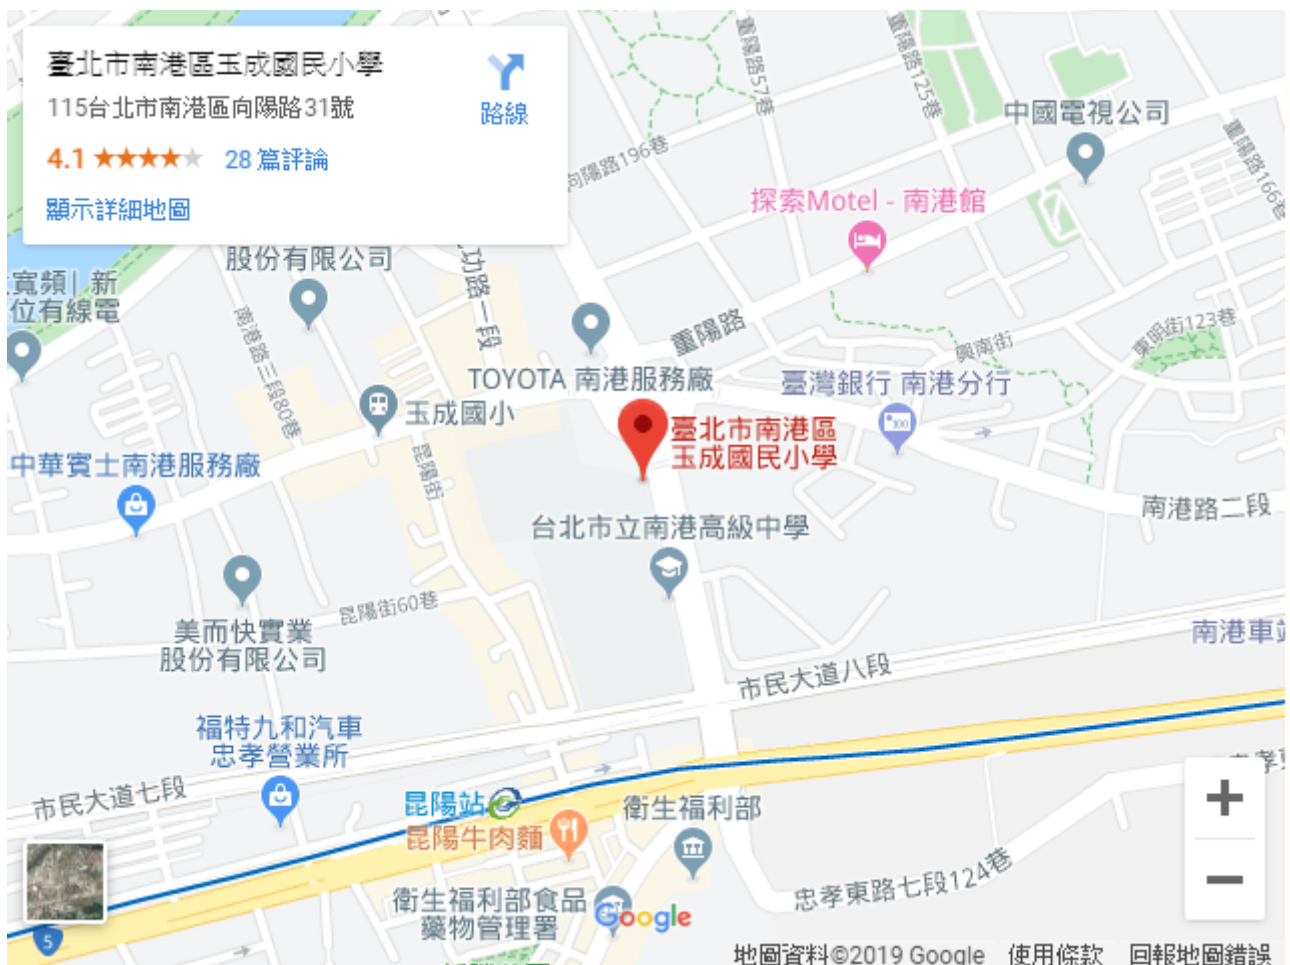 臺北市南港區玉成國民小學
115台北市南港區向陽路31號
路線
4.1
28 篇評論
顯示詳細地圖
重陽路57巷
重陽路125巷
中國電視公司
重陽路166巷
向陽路196巷
探索Motel - 南港館
股份有限公司
寬頻| 新
位有線電
功路一段
南港路三段80巷
重陽路
興南街
東明街123巷
TOYOTA 南港服務廠
臺灣銀行 南港分行
玉成國小
臺北市南港區
玉成國民小學
中華賓士南港服務廠
昆陽街
南港路二段
台北市立南港高級中學
昆陽街60巷
美而快實業
股份有限公司
南港車站
市民大道八段
福特九和汽車
忠孝營業所
市民大道七段
昆陽站
昆陽牛肉麵
衛生福利部
忠孝東路七段124巷
衛生福利部食品
藥物管理署
Google
5
地圖資料©2019 Google
使用條款
回報地圖錯誤